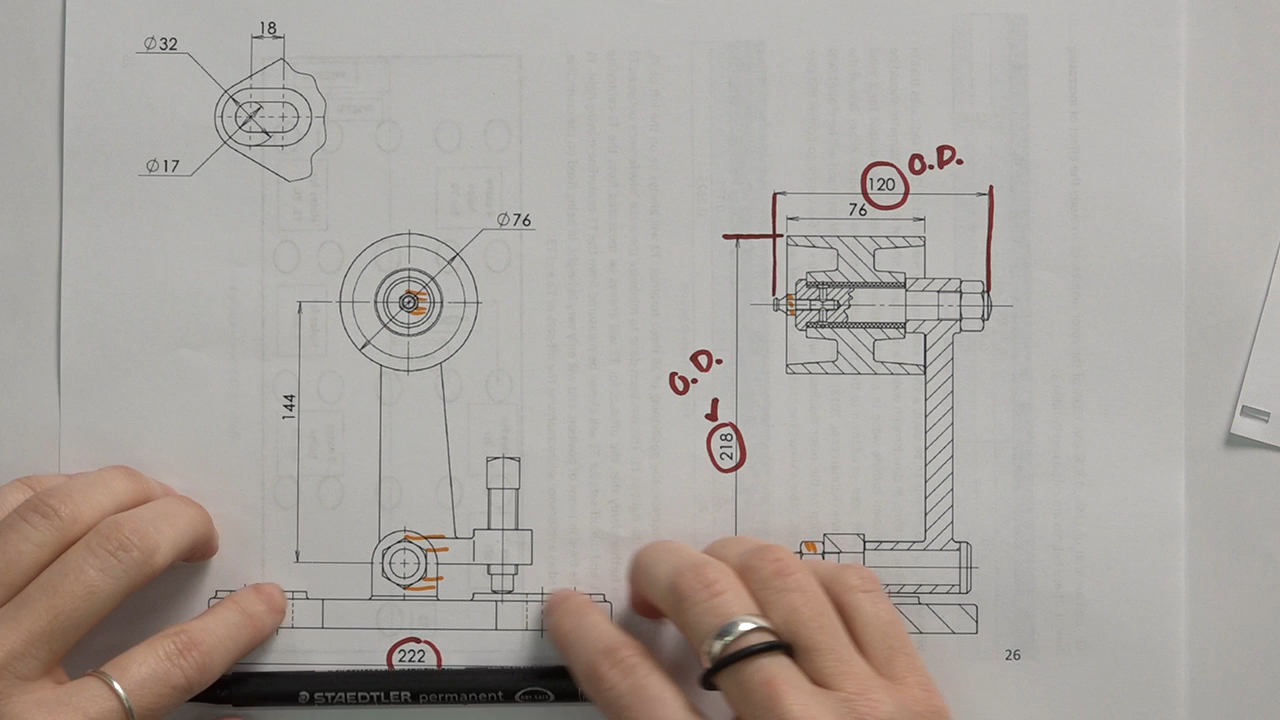 18
Ø32
Ø17
Ø76
144
222
O.D.
120
76
O.D.
218
26
STAEDTLER permanent